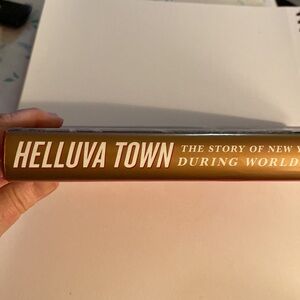 HELLUVA TOWN
THE STORY OF NEW Y
DURING WORLD